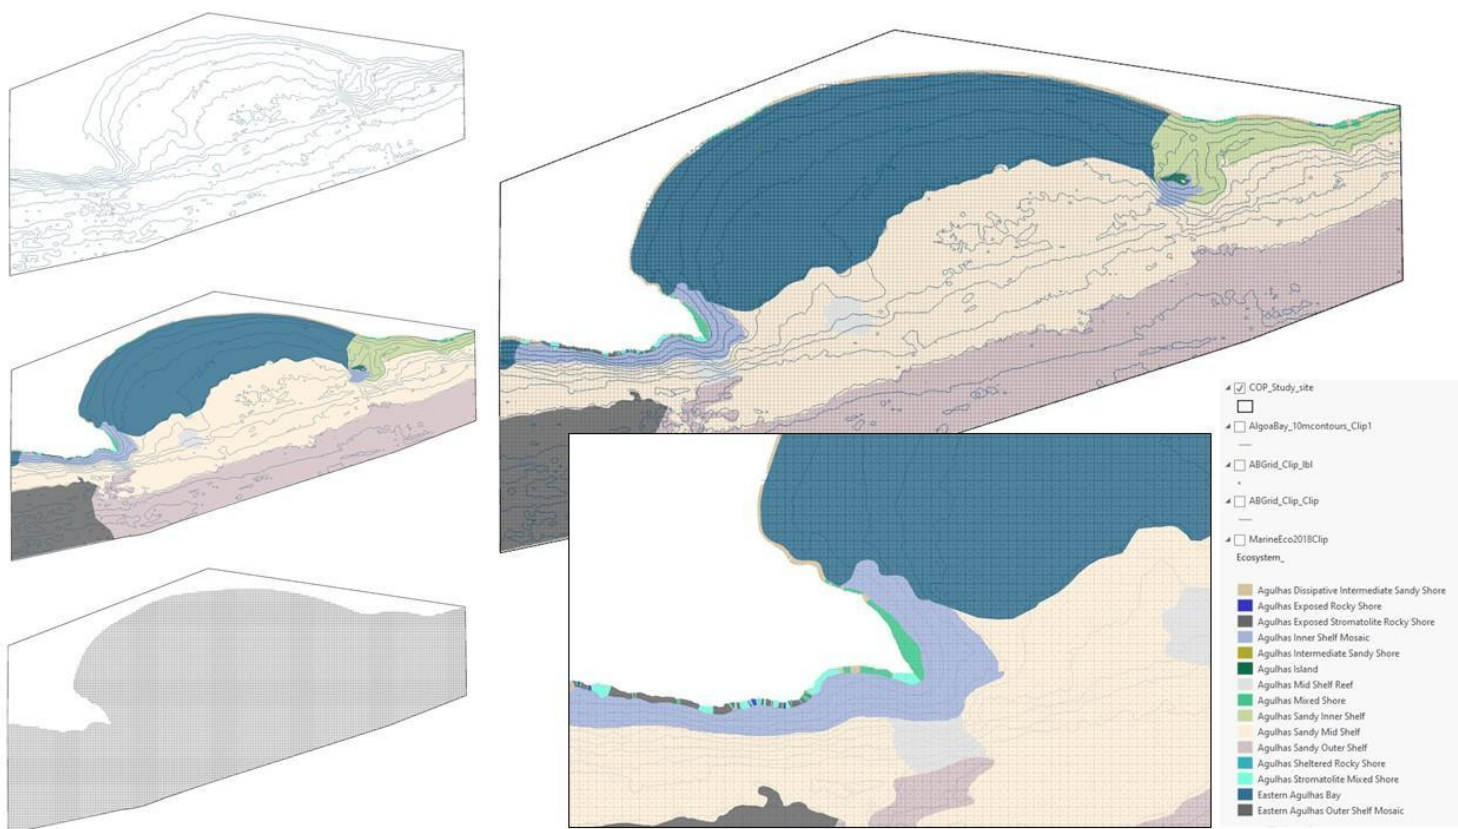 COP_Study_site
AlgoaBay_10mcontours_Clip1
ABGrid_Clip_lbl
ABGrid_Clip_Clip
MarineEco2018Clip
Ecosystem_
Agulhas Dissipative Intermediate Sandy Shore
Agulhas Exposed Rocky Shore
Agulhas Exposed Stromatolite Rocky Shore
Agulhas Inner Shelf Mosaic
Agulhas Intermediate Sandy Shore
Agulhas Island
Agulhas Mid Shelf Reef
Agulhas Mixed Shore
Agulhas Sandy Inner Shelf
Agulhas Sandy Mid Shelf
Agulhas Sandy Outer Shelf
Agulhas Sheltered Rocky Shore
Agulhas Stromatolite Mixed Shore
Eastern Agulhas Bay
Eastern Agulhas Outer Shelf Mosaic